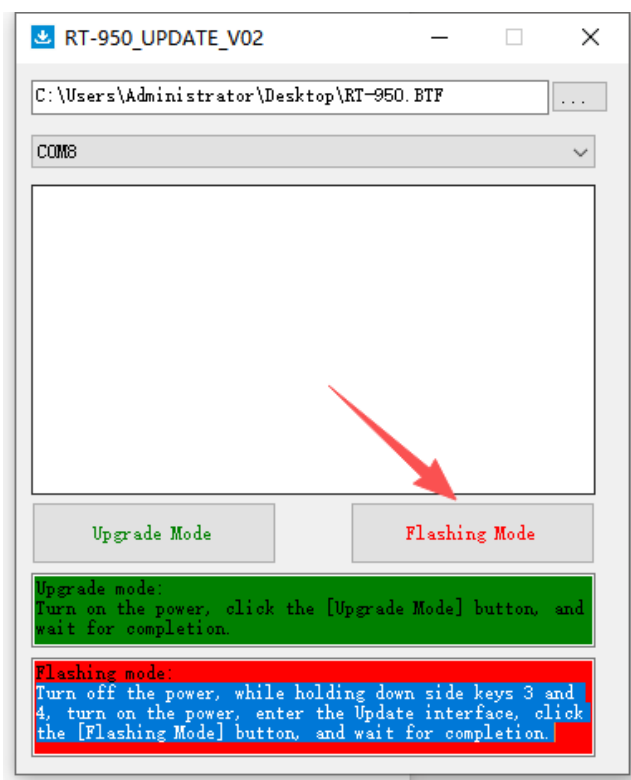 RT-950_UPDATE_V02
C:\Users\Administrator\Desktop\RT-950.BTF
...
COM8
Upgrade Mode
Flashing Mode
Upgrade mode:
Turn on the power, click the [Upgrade Mode] button, and
wait for completion.
Flashing mode:
Turn off the power, while holding down side keys 3 and
4, turn on the power, enter the Update interface, click
the [Flashing Mode] button, and wait for completion.